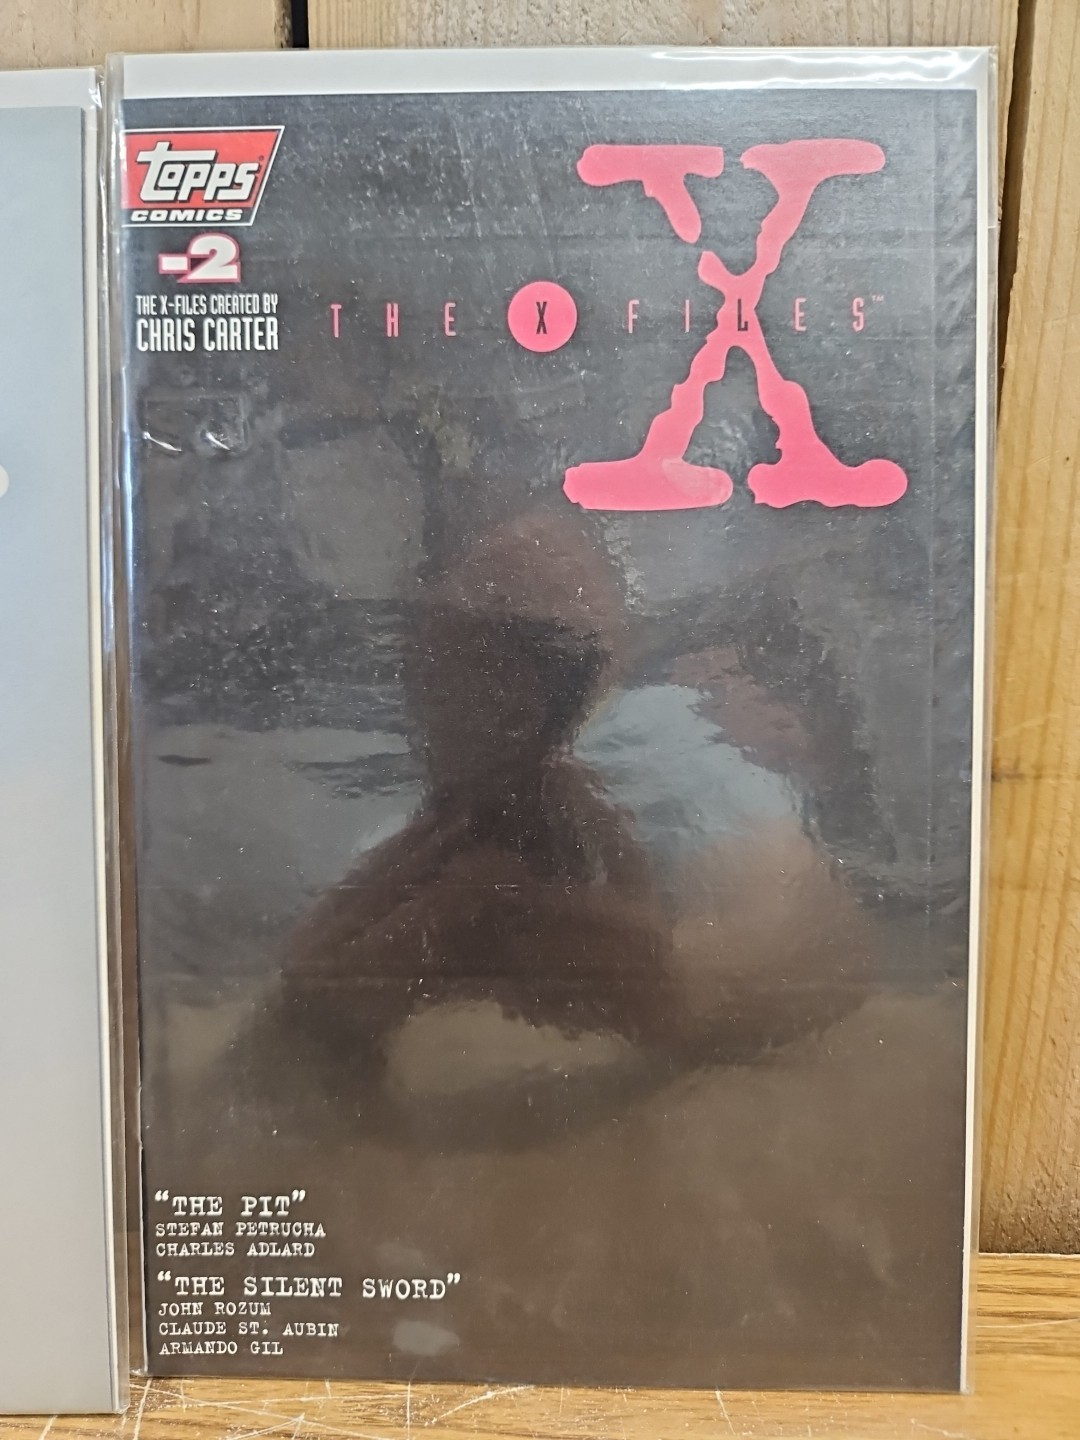 TOPPS®
COMICS
-2
THE X-FILES CREATED BY
CHRIS CARTER
X
THE X FILES™
"THE PIT"
STEFAN PETRUCHA
CHARLES ADLARD
"THE SILENT SWORD"
JOHN ROZUM
CLAUDE ST. AUBIN
ARMANDO GIL